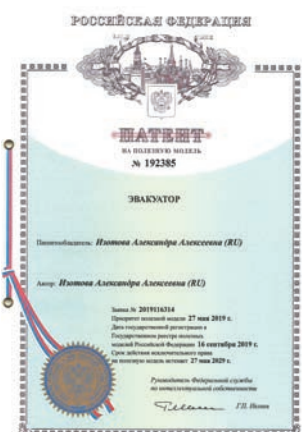 РОССИЙСКАЯ ФЕДЕРАЦИЯ
ПАТЕНТ
НА ПОЛЕЗНУЮ МОДЕЛЬ
№ 192385
ЭВАКУАТОР
Патентообладатель: Изотова Александра Алексеевна (RU)
Автор: Изотова Александра Алексеевна (RU)
Заявка № 2019116314
Приоритет полезной модели 27 мая 2019 г.
Дата государственной регистрации в
Государственном реестре полезных
моделей Российской Федерации 16 сентября 2019 г.
Срок действия исключительного права
на полезную модель истекает 27 мая 2029 г.
Руководитель Федеральной службы
по интеллектуальной собственности
Г.П. Ивлиев